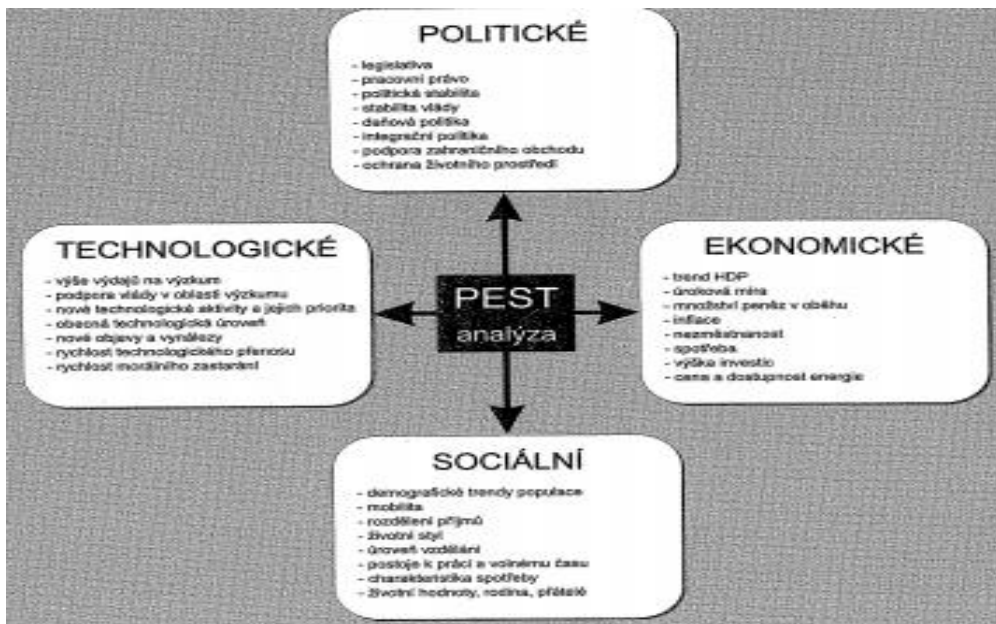 POLITICKÉ
- legislativa
- pracovní právo
- politická stabilita
- stabilita vlády
- daňová politika
- integrační politika
- podpora zahraničního obchodu
- ochrana životního prostředí
TECHNOLOGICKÉ
- výše výdajů na výzkum
- podpora vlády v oblasti výzkumu
- nové technologické aktivity a jejich priorita
- obecná technologická úroveň
- nové objevy a vynálezy
- rychlost technologického přenosu
- rychlost morálního zastarání
PEST
analýza
EKONOMICKÉ
- trend HDP
- úroková míra
- množství peněz v oběhu
- inflace
- nezaměstnanost
- spotřeba
- výška investic
- cena a dostupnost energie
SOCIÁLNÍ
- demografické trendy populace
- mobilita
- rozdělení příjmů
- životní styl
- úroveň vzdělání
- postoje k práci a volnému času
- charakteristika spotřeby
- životní hodnoty, rodina, přátelé